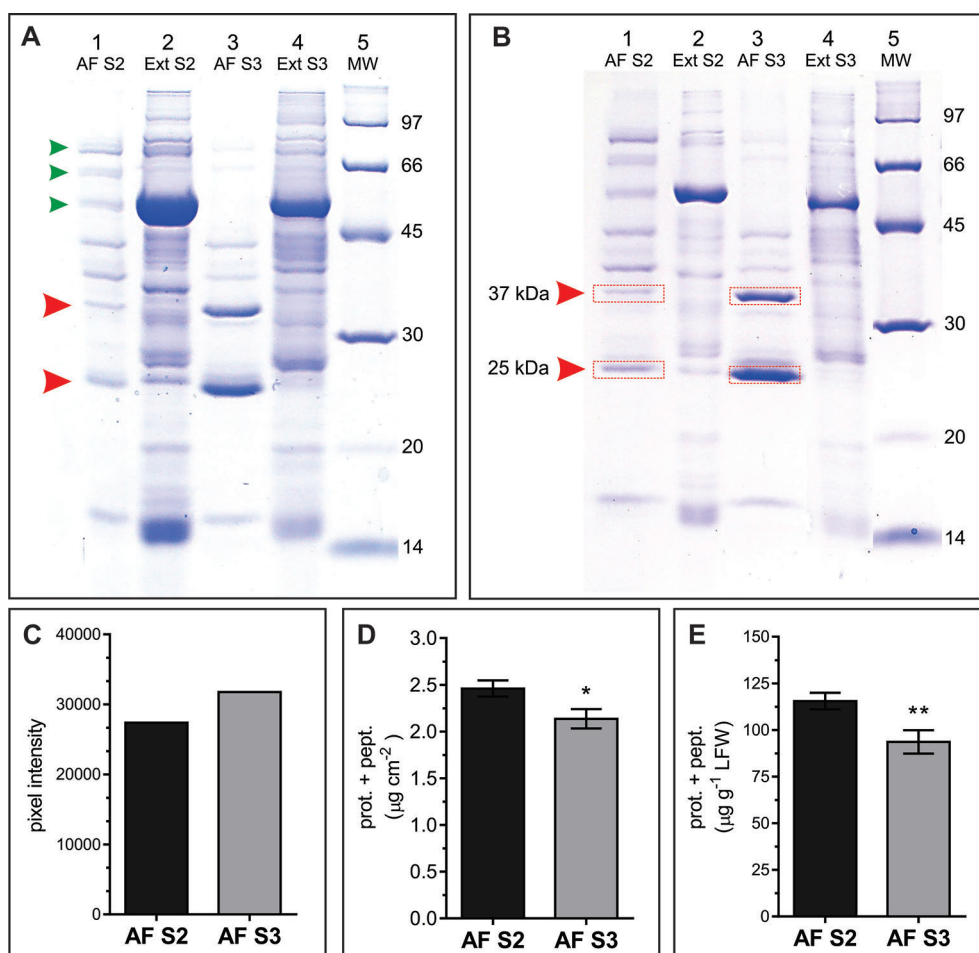 A
1 2 3 4 5
AF S2 Ext S2 AF S3 Ext S3 MW
97
66
45
30
20
14
B
1 2 3 4 5
AF S2 Ext S2 AF S3 Ext S3 MW
97
66
45
37 kDa
30
25 kDa
20
14
C
pixel intensity
40000
30000
20000
10000
0
AF S2 AF S3
D
prot. + pept.
(µg cm-2)
3.0
2.5
2.0
1.5
1.0
0.5
0.0
*
AF S2 AF S3
E
prot. + pept.
(µg g-1 LFW)
150
125
100
75
50
25
0
**
AF S2 AF S3